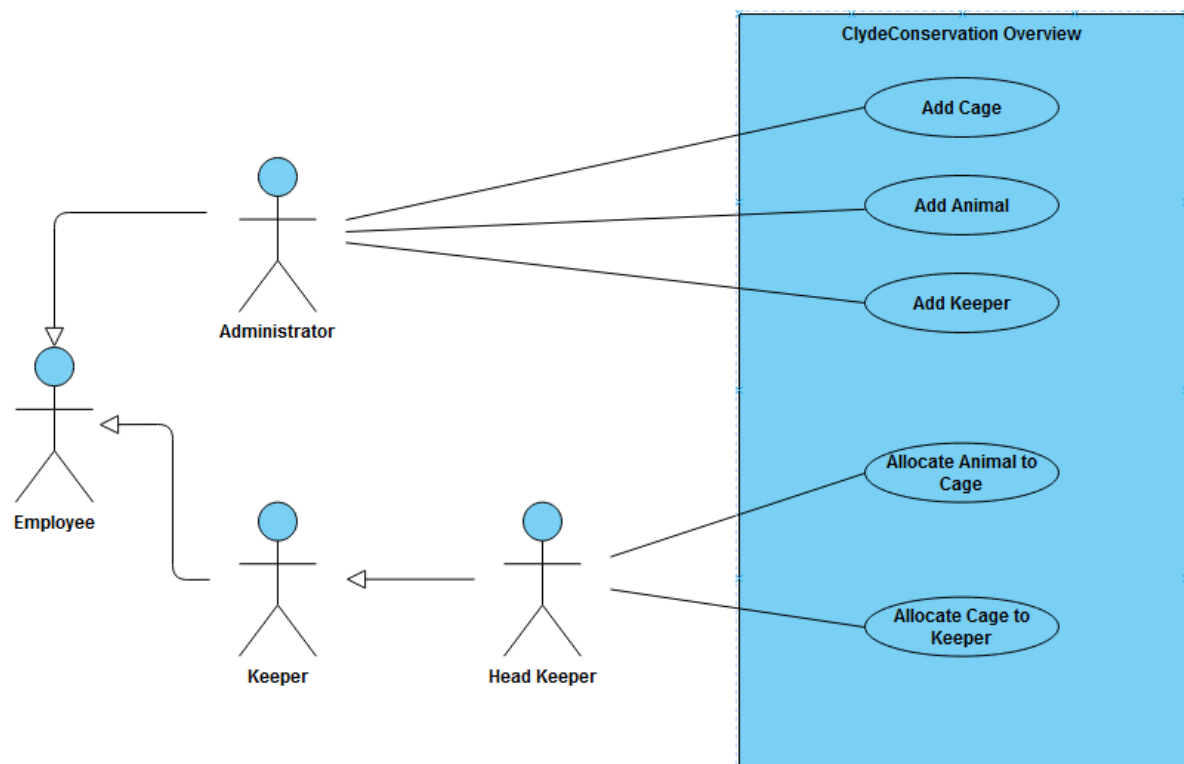 ClydeConservation Overview
Add Cage
Add Animal
Add Keeper
Administrator
Employee
Allocate Animal to
Cage
Allocate Cage to
Keeper
Keeper
Head Keeper